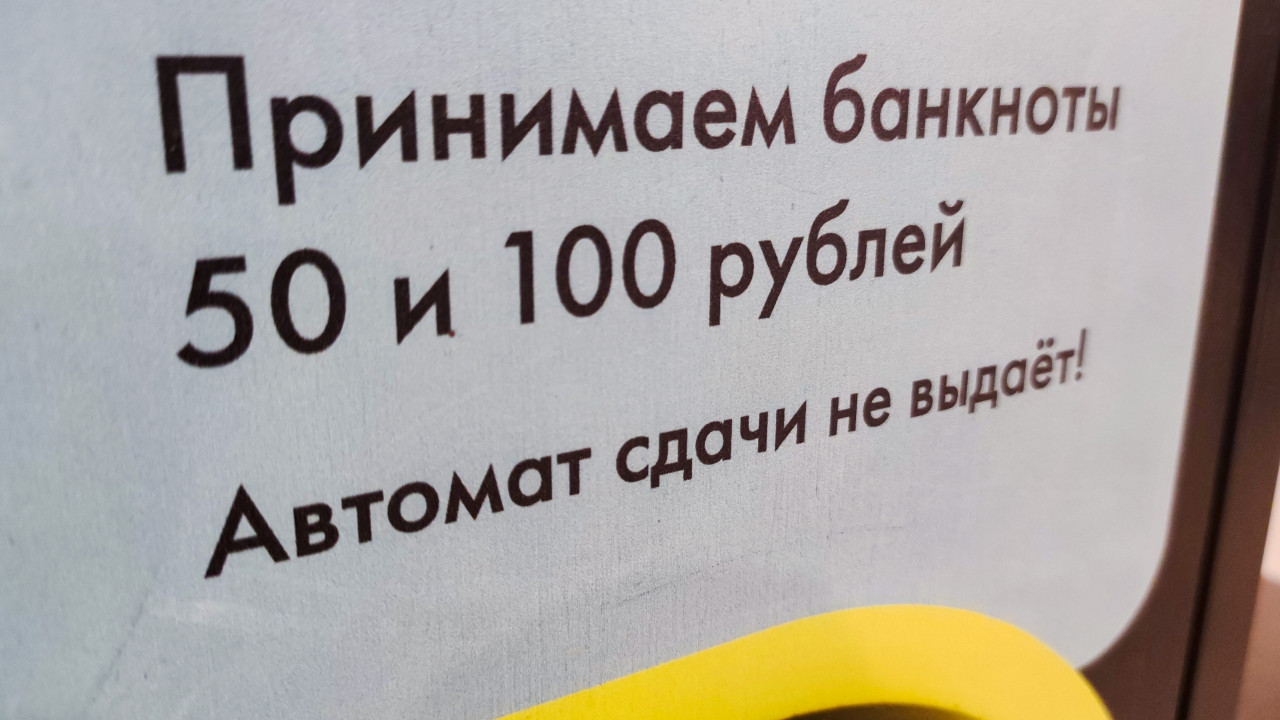 Принимаем банкноты
50 и 100 рублей
Автомат сдачи не выдаёт!